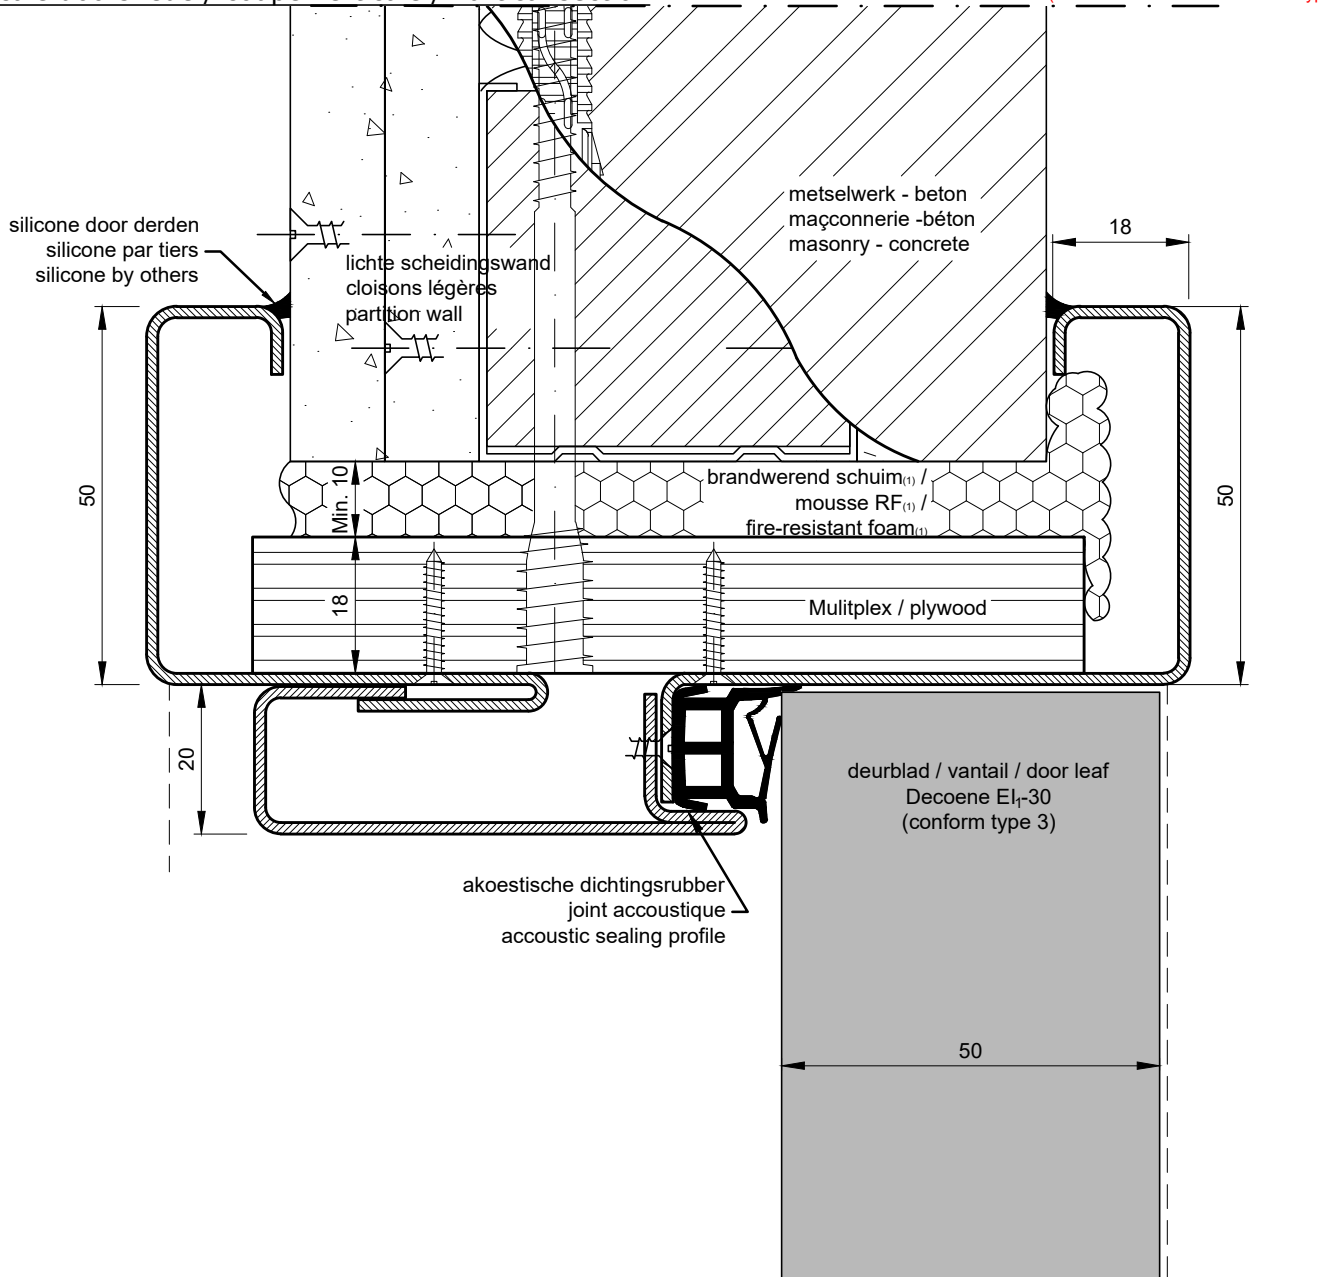 silicone door derden
silicone par tiers
silicone by others
lichte scheidingswand
cloisons légères
partition wall
metselwerk - beton
maçconnerie -béton
masonry - concrete
18
50
50
Min. 10
brandwerend schuim(1) /
mousse RF(1) /
fire-resistant foam(1)
18
Mulitplex / plywood
20
deurblad / vantail / door leaf
Decoene EI1-30
(conform type 3)
akoestische dichtingsrubber
joint accoustique
accoustic sealing profile
50